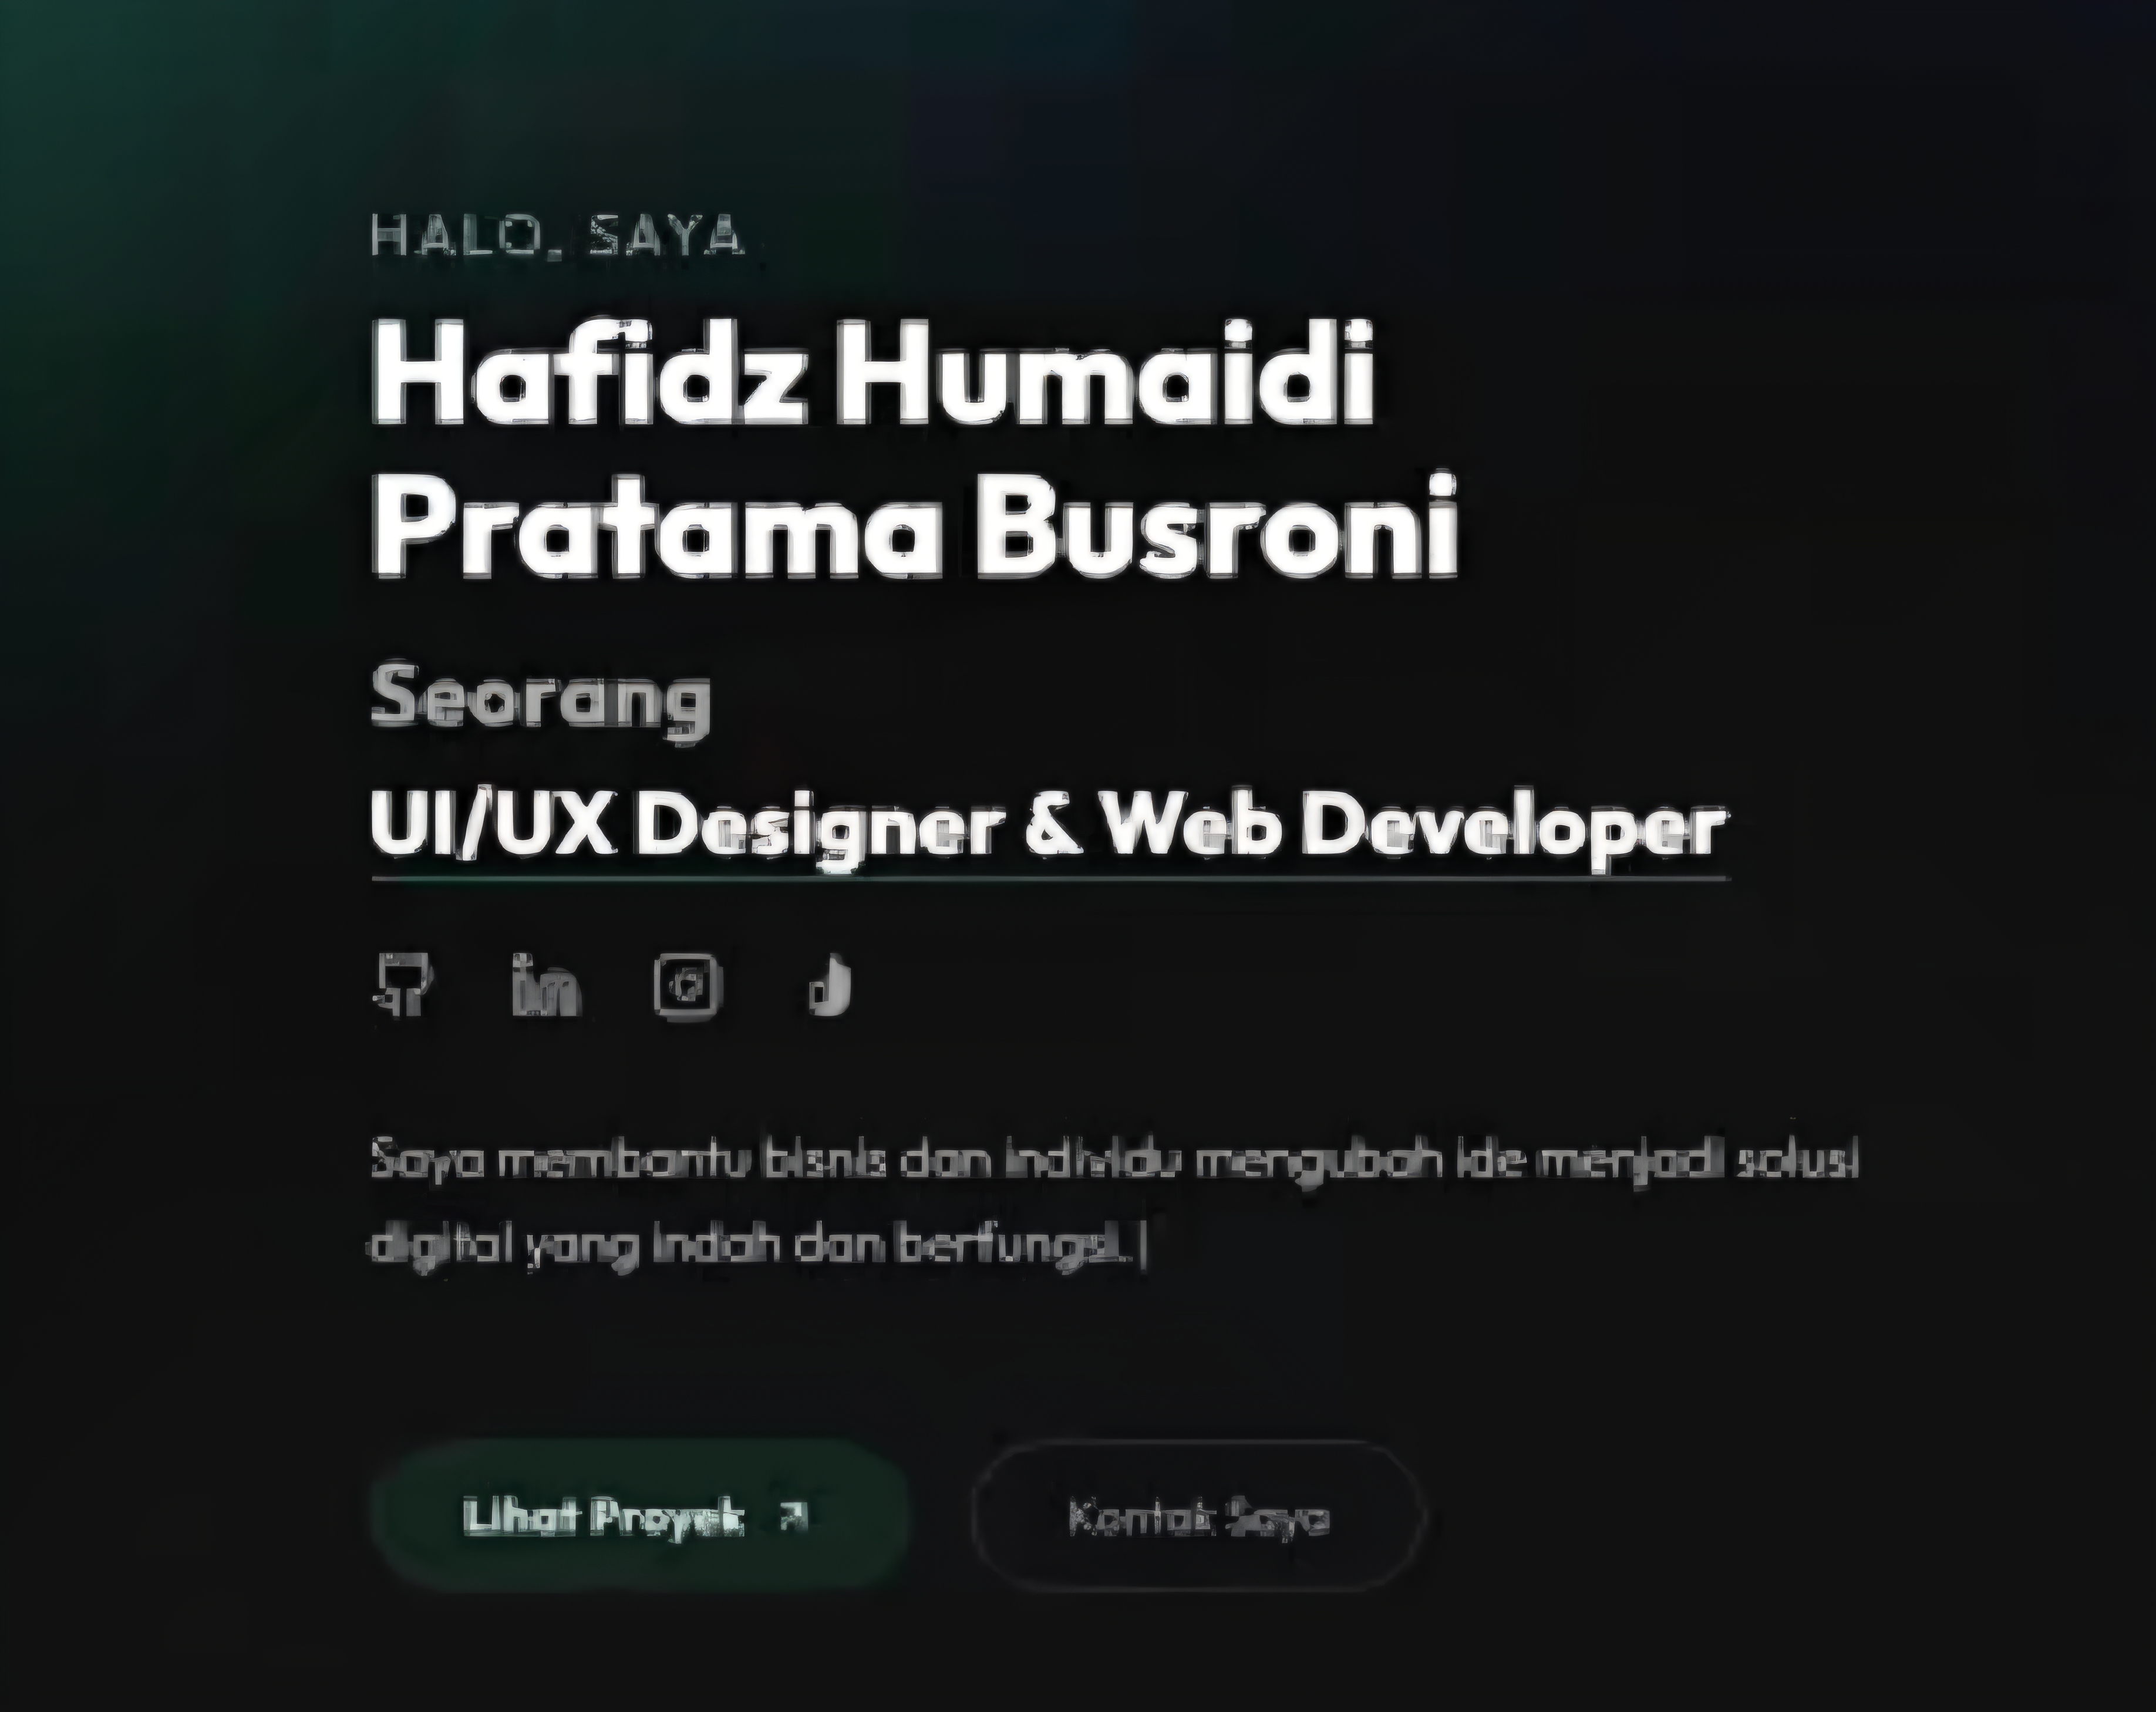 HALO, SAYA
Hafidz Humaidi
Pratama Busroni
Seorang
UI/UX Designer & Web Developer
in
Saya membantu bisnis dan individu mengubah ide menjadi solusi
digital yang indah dan berfungsi.|
Lihat Proyek
Kontak Saya